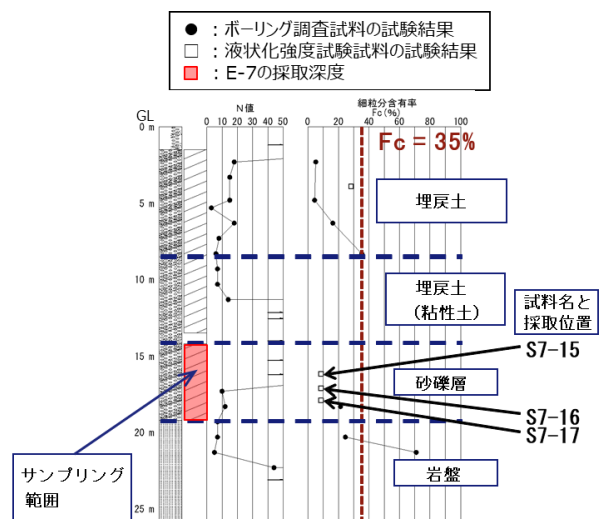 ● ：ボーリング調査試料の試験結果
□ ：液状化強度試験試料の試験結果
：E-7の採取深度
GL
N値
細粒分含有率
Fc(%)
0 10 20 30 40 50
0 20 40 60 80 100
0 m
5 m
10 m
15 m
20 m
25 m
Fc = 35%
埋戻土
埋戻土
（粘性土）
砂礫層
岩盤
試料名と
採取位置
S7-15
S7-16
S7-17
サンプリング
範囲